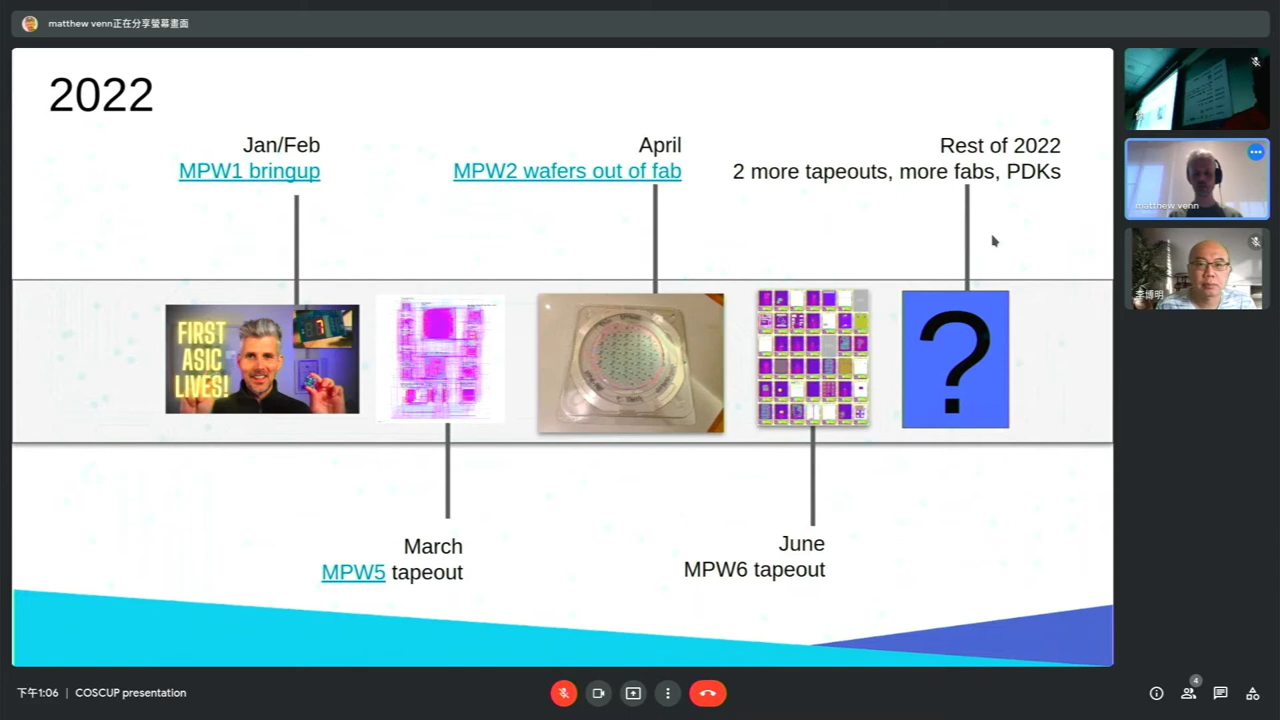 matthew venn正在分享螢幕畫面
2022
Jan/Feb
MPW1 bringup
April
MPW2 wafers out of fab
Rest of 2022
2 more tapeouts, more fabs, PDKs
FIRST
ASIC
LIVES!
?
March
MPW5 tapeout
June
MPW6 tapeout
matthew venn
李博明
下午1:06 | COSCUP presentation
4